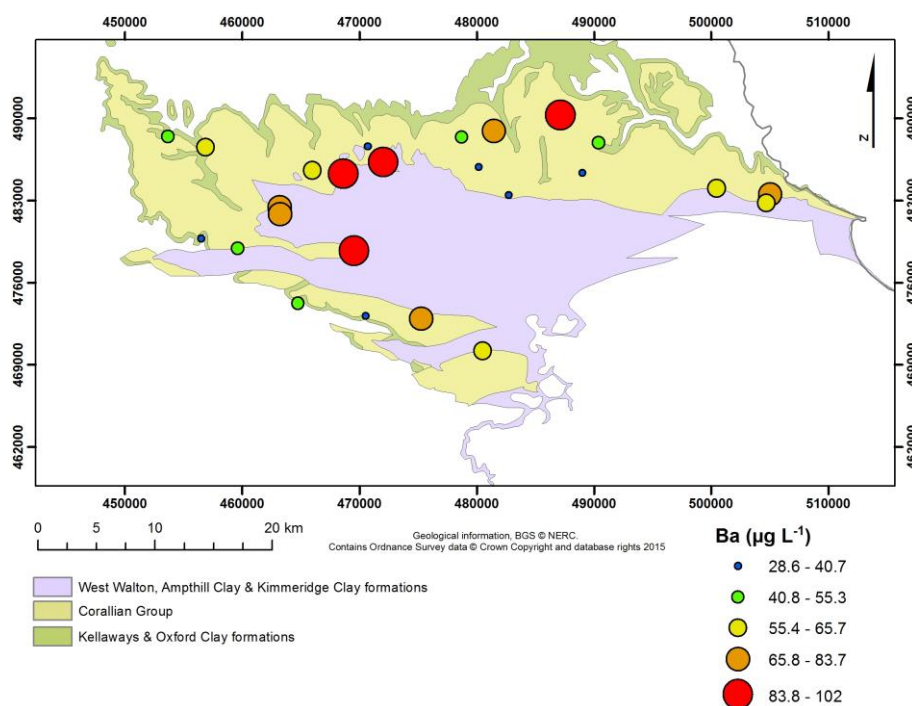 450000 460000 470000 480000 490000 500000 510000
490000 490000
483000 483000
476000 476000
469000 469000
462000 462000
N
450000 460000 470000 480000 490000 500000 510000
0 5 10 20 km
Geological information, BGS © NERC.
Contains Ordnance Survey data © Crown Copyright and database rights 2015
West Walton, Ampthill Clay & Kimmeridge Clay formations
Corallian Group
Kellaways & Oxford Clay formations
Ba (µg L⁻¹)
28.6 - 40.7
40.8 - 55.3
55.4 - 65.7
65.8 - 83.7
83.8 - 102